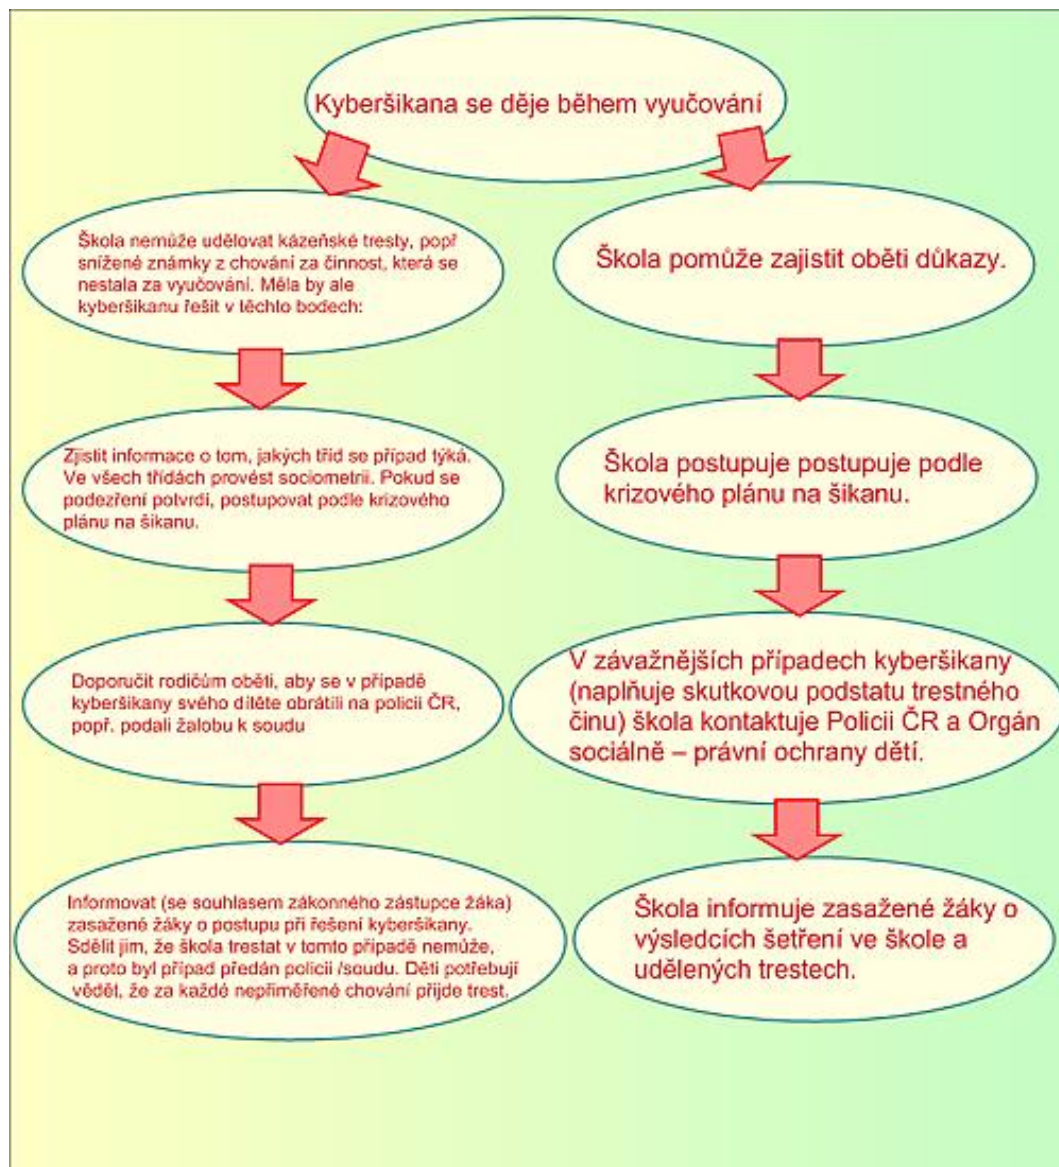 Kyberšikana se děje během vyučování
Škola nemůže udělovat kázeňské tresty, popř
snížené známky z chování za činnost, která se
nestala za vyučování. Měla by ale
kyberšikanu řešit v těchto bodech:
Zjistit informace o tom, jakých tříd se případ týká.
Ve všech třídách provést sociometrii. Pokud se
podezření potvrdí, postupovat podle krizového
plánu na šikanu.
Doporučit rodičům oběti, aby se v případě
kyberšikany svého dítěte obrátili na policii ČR,
popř. podali žalobu k soudu
Informovat (se souhlasem zákonného zástupce žáka)
zasažené žáky o postupu při řešení kyberšikany.
Sdělit jim, že škola trestat v tomto případě nemůže,
a proto byl případ předán policii /soudu. Děti potřebují
vědět, že za každé nepřiměřené chování přijde trest.
Škola pomůže zajistit oběti důkazy.
Škola postupuje postupuje podle
krizového plánu na šikanu.
V závažnějších případech kyberšikany
(naplňuje skutkovou podstatu trestného
činu) škola kontaktuje Policii ČR a Orgán
sociálně – právní ochrany dětí.
Škola informuje zasažené žáky o
výsledcích šetření ve škole a
udělených trestech.